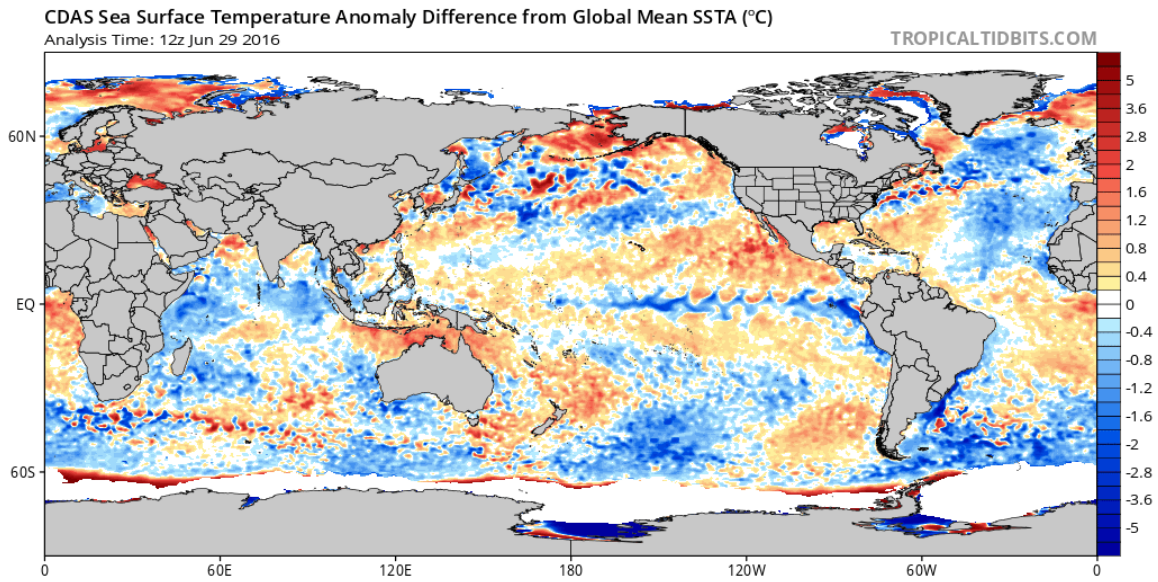 CDAS Sea Surface Temperature Anomaly Difference from Global Mean SSTA (°C)
Analysis Time: 12z Jun 29 2016
TROPICALTIDBITS.COM
60N
EQ
60S
0
60E
120E
180
120W
60W
0
5
3.6
2.8
2
1.6
1.2
0.8
0.4
0
-0.4
-0.8
-1.2
-1.6
-2
-2.8
-3.6
-5